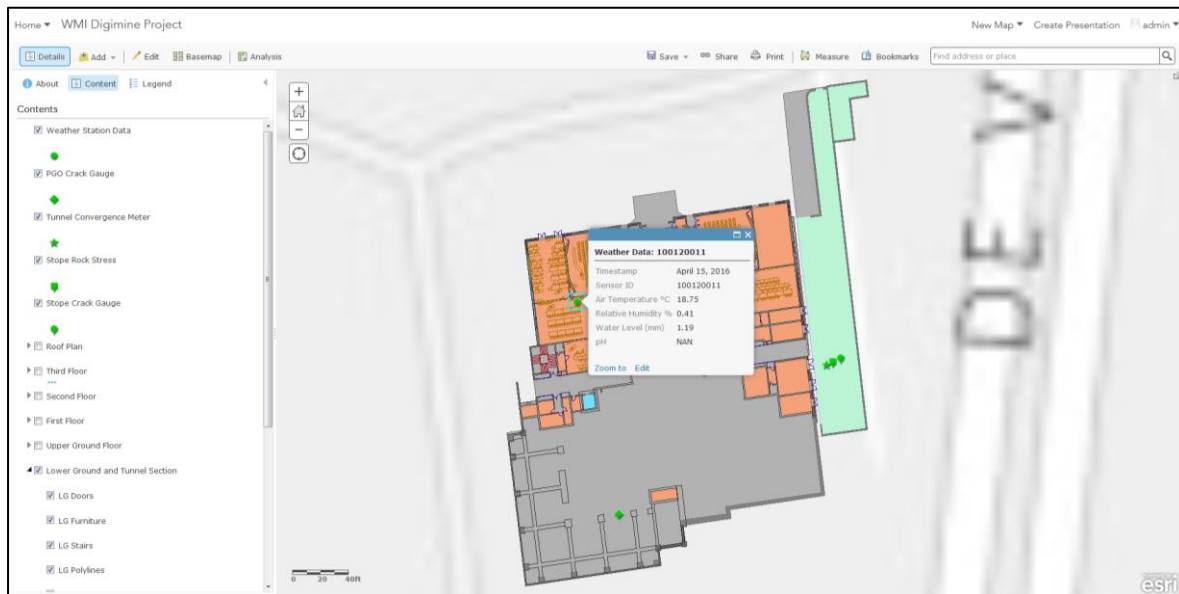 Home WMI Digimine Project
New Map Create Presentation admin
Details Add Edit Basemap Analysis
Save Share Print Measure Bookmarks Find address or place
About Content Legend
Contents
Weather Station Data
PGO Crack Gauge
Tunnel Convergence Meter
Stope Rock Stress
Stope Crack Gauge
Roof Plan
Third Floor
Second Floor
First Floor
Upper Ground Floor
Lower Ground and Tunnel Section
LG Doors
LG Furniture
LG Stairs
LG Polylines
Weather Data: 100120011
Timestamp April 15, 2016
Sensor ID 100120011
Air Temperature °C 18.75
Relative Humidity % 0.41
Water Level (mm) 1.19
pH NAN
Zoom to Edit
DE V
0 20 40ft
esri